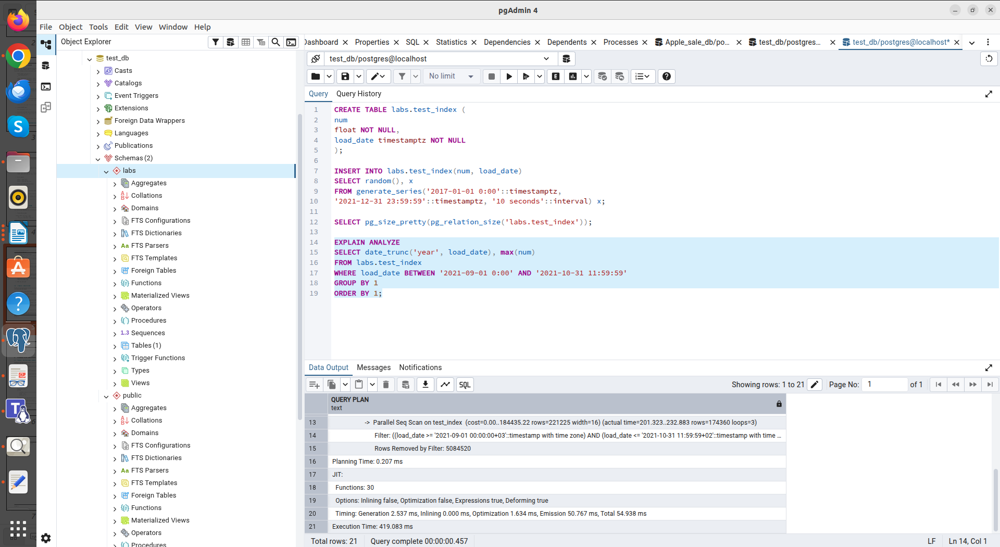 pgAdmin 4
File Object Tools Edit View Window Help
Object Explorer
Dashboard Properties SQL Statistics Dependencies Dependents Processes Apple_sale_db/po... test_db/postgres... test_db/postgres@localhost*
test_db/postgres@localhost
No limit
Query Query History
test_db
Casts
Catalogs
Event Triggers
Extensions
Foreign Data Wrappers
Languages
Publications
Schemas (2)
labs
Aggregates
Collations
Domains
FTS Configurations
FTS Dictionaries
Aa FTS Parsers
FTS Templates
Foreign Tables
Functions
Materialized Views
Operators
Procedures
1..3 Sequences
Tables (1)
Trigger Functions
Types
Views
public
Aggregates
Collations
Domains
FTS Configurations
FTS Dictionaries
Aa FTS Parsers
FTS Templates
Foreign Tables
Functions
Materialized Views
Operators
Procedures
1 CREATE TABLE labs.test_index (
2 num
3 float NOT NULL,
4 load_date timestamptz NOT NULL
5 );
6
7 INSERT INTO labs.test_index(num, load_date)
8 SELECT random(), x
9 FROM generate_series('2017-01-01 0:00'::timestamptz,
10 '2021-12-31 23:59:59'::timestamptz, '10 seconds'::interval) x;
11
12 SELECT pg_size_pretty(pg_relation_size('labs.test_index'));
13
14 EXPLAIN ANALYZE
15 SELECT date_trunc('year', load_date), max(num)
16 FROM labs.test_index
17 WHERE load_date BETWEEN '2021-09-01 0:00' AND '2021-10-31 11:59:59'
18 GROUP BY 1
19 ORDER BY 1;
Data Output Messages Notifications
SQL Showing rows: 1 to 21 Page No: 1 of 1
QUERY PLAN
text
13 -> Parallel Seq Scan on test_index (cost=0.00..184435.22 rows=221225 width=16) (actual time=201.323..232.883 rows=174360 loops=3)
14 Filter: ((load_date >= '2021-09-01 00:00:00+03'::timestamp with time zone) AND (load_date <= '2021-10-31 11:59:59+02'::timestamp with time ...
15 Rows Removed by Filter: 5084520
16 Planning Time: 0.207 ms
17 JIT:
18 Functions: 30
19 Options: Inlining false, Optimization false, Expressions true, Deforming true
20 Timing: Generation 2.537 ms, Inlining 0.000 ms, Optimization 1.634 ms, Emission 50.767 ms, Total 54.938 ms
21 Execution Time: 419.083 ms
Total rows: 21 Query complete 00:00:00.457 LF Ln 14, Col 1